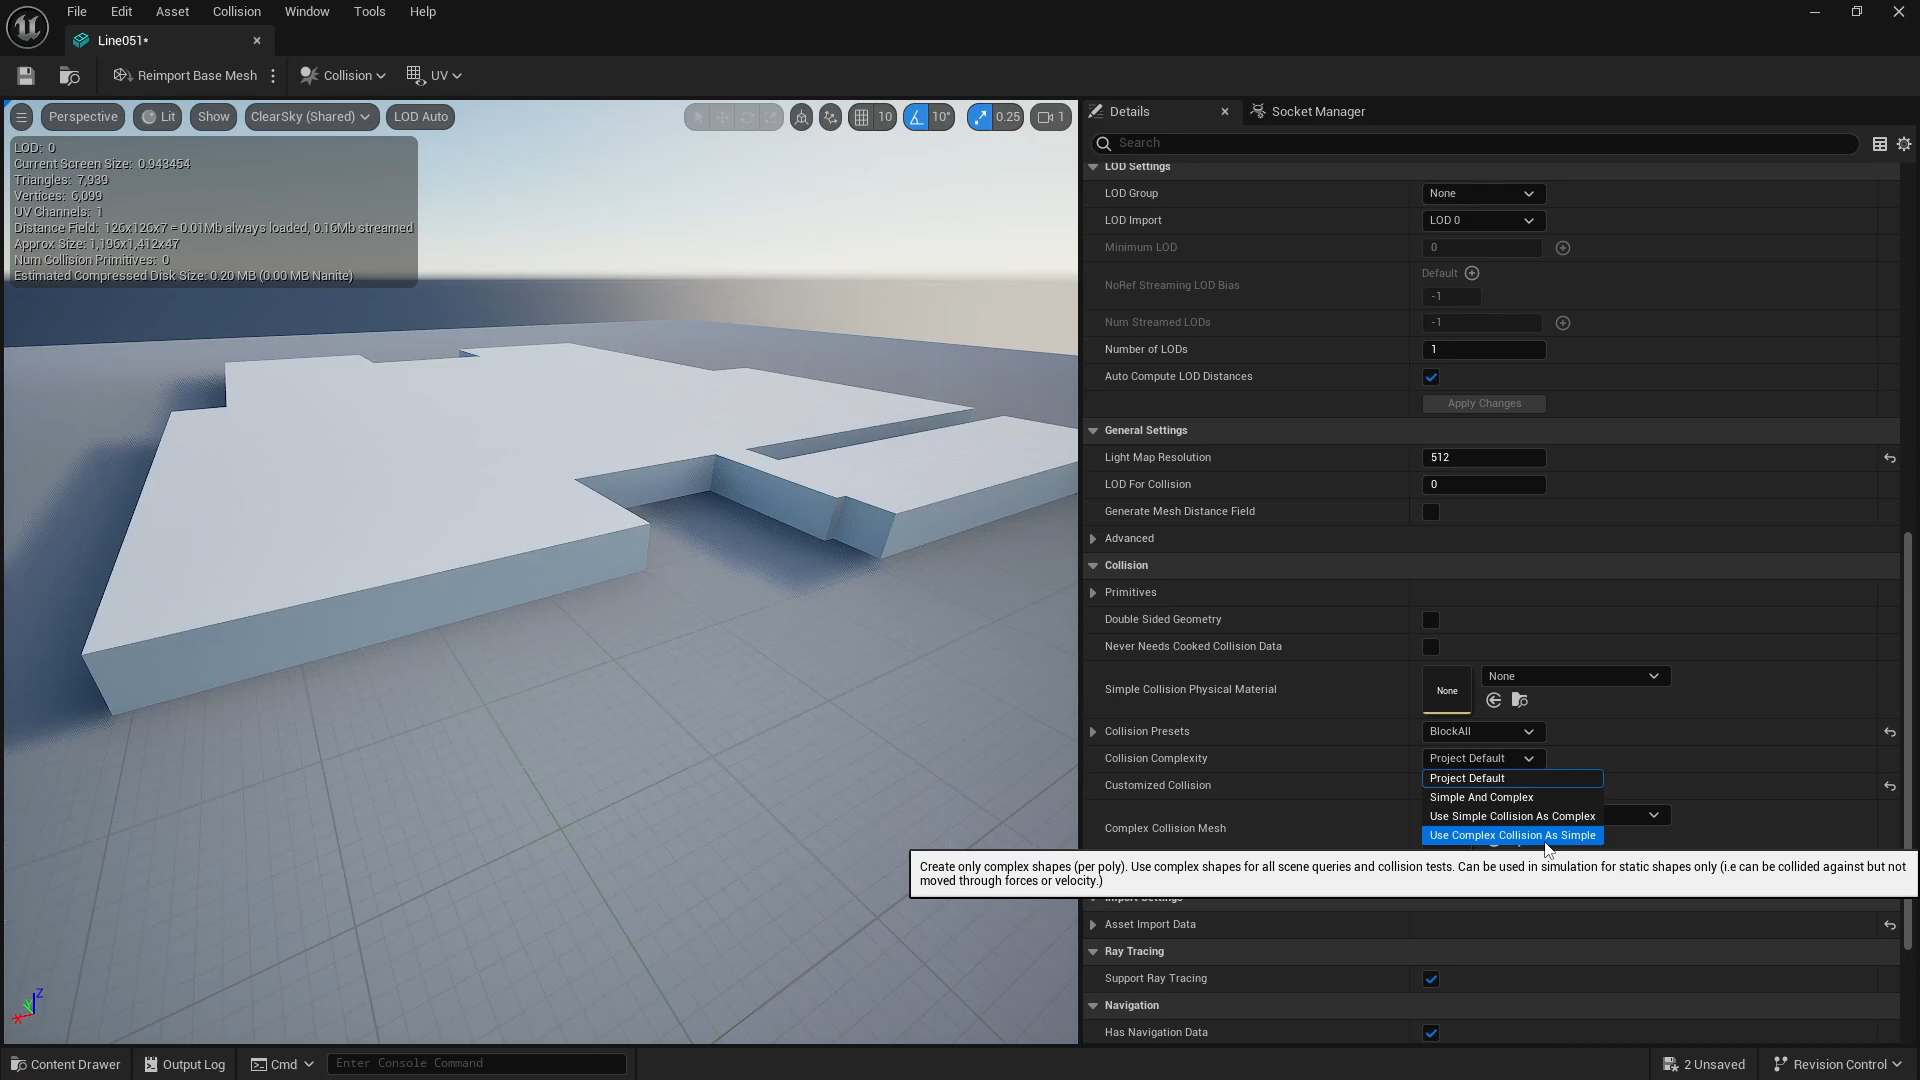 File Edit Asset Collision Window Tools Help
Line051*
Reimport Base Mesh
Collision
UV
Perspective
Lit
Show
ClearSky (Shared)
LOD Auto
10
10°
0.25
1
LOD: 0
Current Screen Size: 0.943454
Triangles: 7,939
Vertices: 6,099
UV Channels: 1
Distance Field: 126x126x7 = 0.01Mb always loaded, 0.16Mb streamed
Approx Size: 1,196x1,412x47
Num Collision Primitives: 0
Estimated Compressed Disk Size: 0.20 MB (0.00 MB Nanite)
Z
Details
Socket Manager
Search
LOD Settings
LOD Group None
LOD Import LOD 0
Minimum LOD 0
Default
NoRef Streaming LOD Bias
-1
Num Streamed LODs -1
Number of LODs 1
Auto Compute LOD Distances
Apply Changes
General Settings
Light Map Resolution 512
LOD For Collision 0
Generate Mesh Distance Field
Advanced
Collision
Primitives
Double Sided Geometry
Never Needs Cooked Collision Data
Simple Collision Physical Material None None
Collision Presets BlockAll
Collision Complexity Project Default
Project Default
Customized Collision
Simple And Complex
Use Simple Collision As Complex
Complex Collision Mesh
Use Complex Collision As Simple
Create only complex shapes (per poly). Use complex shapes for all scene queries and collision tests. Can be used in simulation for static shapes only (i.e can be collided against but not
moved through forces or velocity.)
Import Settings
Asset Import Data
Ray Tracing
Support Ray Tracing
Navigation
Has Navigation Data
Content Drawer
Output Log
Cmd
Enter Console Command
2 Unsaved
Revision Control